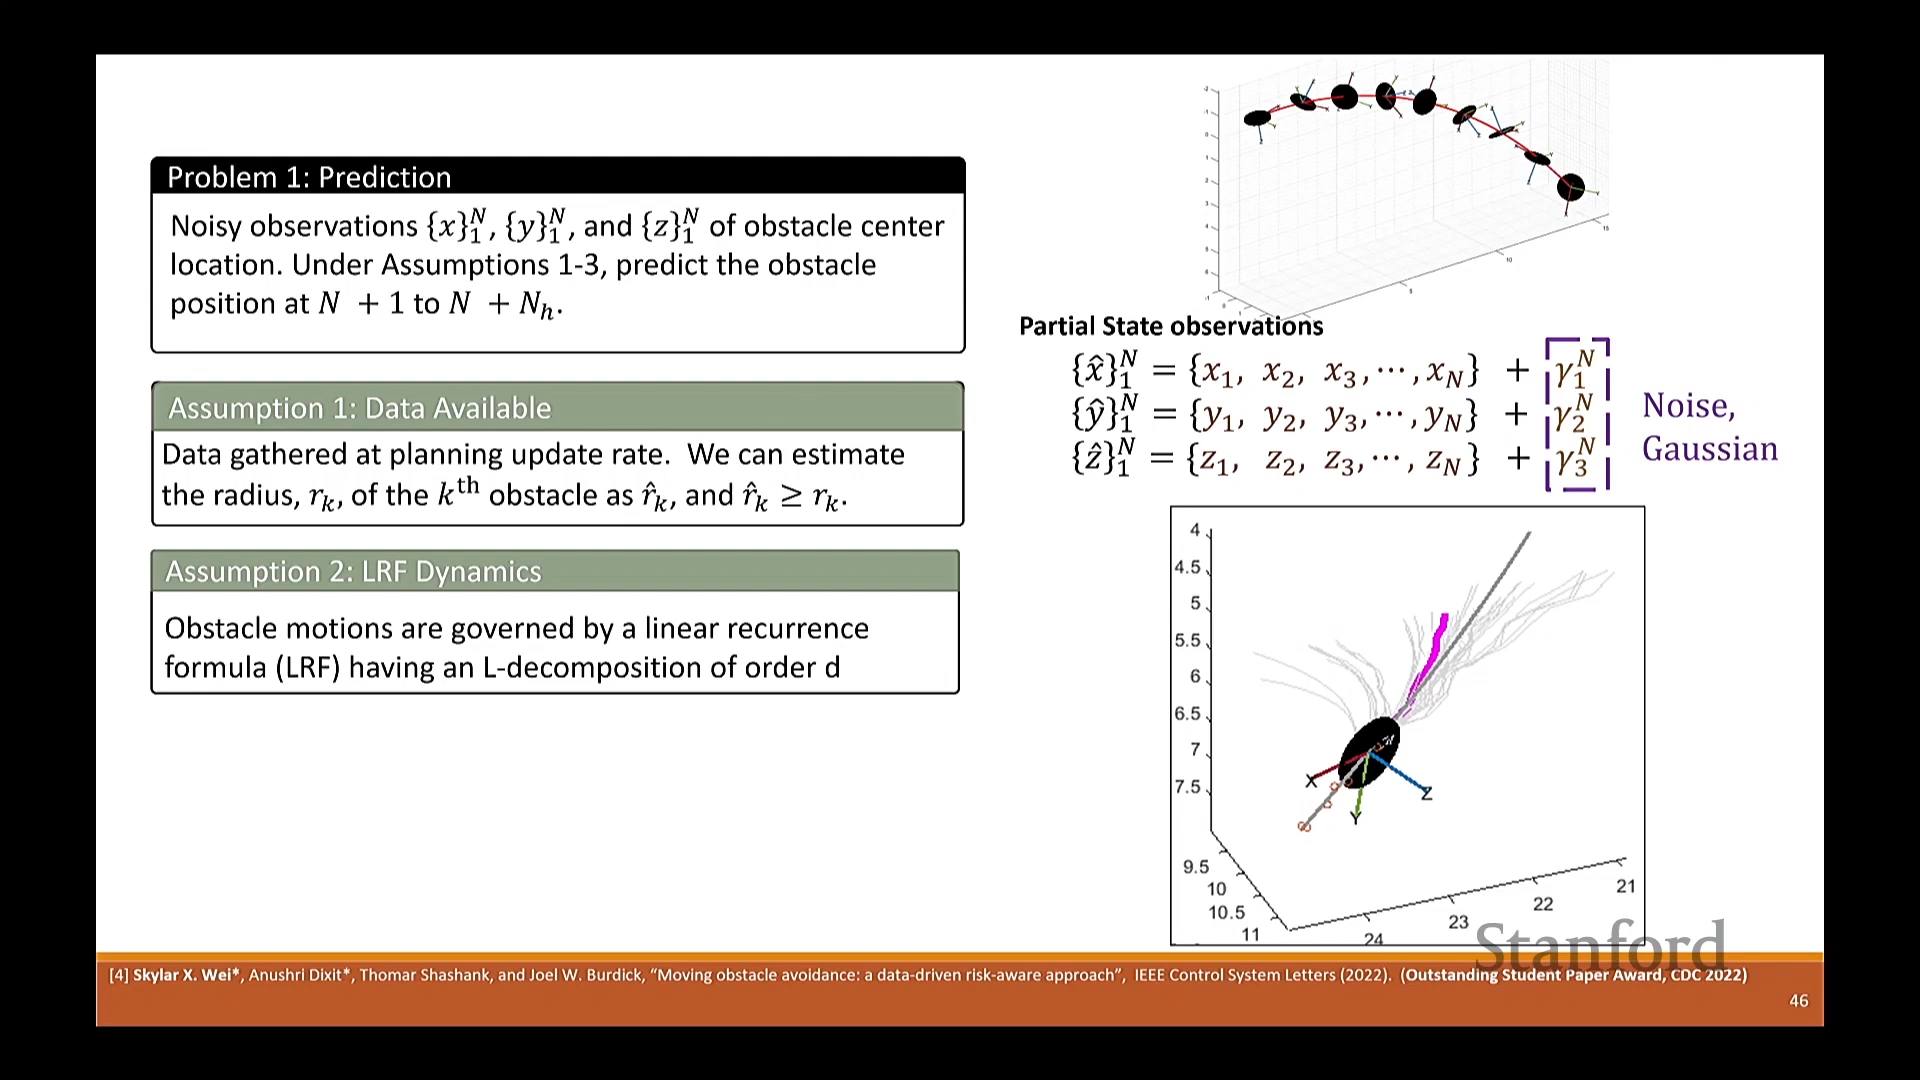 Problem 1: Prediction
Noisy observations {x}₁ᴺ, {y}₁ᴺ, and {z}₁ᴺ of obstacle center
location. Under Assumptions 1-3, predict the obstacle
position at N + 1 to N + Nₕ.
Assumption 1: Data Available
Data gathered at planning update rate. We can estimate
the radius, rₖ, of the kᵗʰ obstacle as r̂ₖ, and r̂ₖ ≥ rₖ.
Assumption 2: LRF Dynamics
Obstacle motions are governed by a linear recurrence
formula (LRF) having an L-decomposition of order d
Partial State observations
{x̂}₁ᴺ = {x₁, x₂, x₃, ⋯, x_N} + γ₁ᴺ
{ŷ}₁ᴺ = {y₁, y₂, y₃, ⋯, y_N} + γ₂ᴺ
{ẑ}₁ᴺ = {z₁, z₂, z₃, ⋯, z_N} + γ₃ᴺ
Noise,
Gaussian
4
4.5
5
5.5
6
6.5
7
7.5
X
Y
Z
9.5
10
10.5
11
24
23
22
21
Stanford
[4] Skylar X. Wei*, Anushri Dixit*, Thomar Shashank, and Joel W. Burdick, “Moving obstacle avoidance: a data-driven risk-aware approach”, IEEE Control System Letters (2022). (Outstanding Student Paper Award, CDC 2022)
46